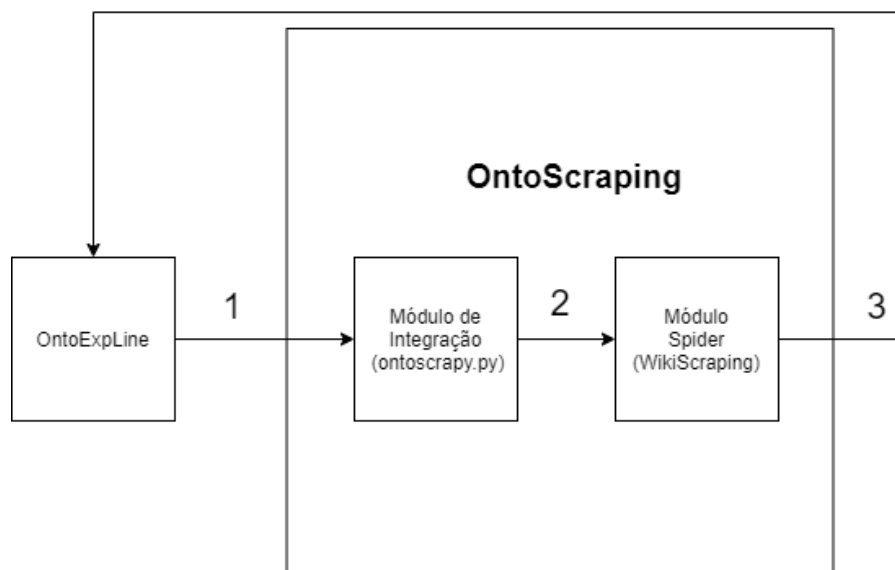 OntoScraping
OntoExpLine
1
Módulo de
Integração
(ontoscrapy.py)
2
Módulo
Spider
(WikiScraping)
3